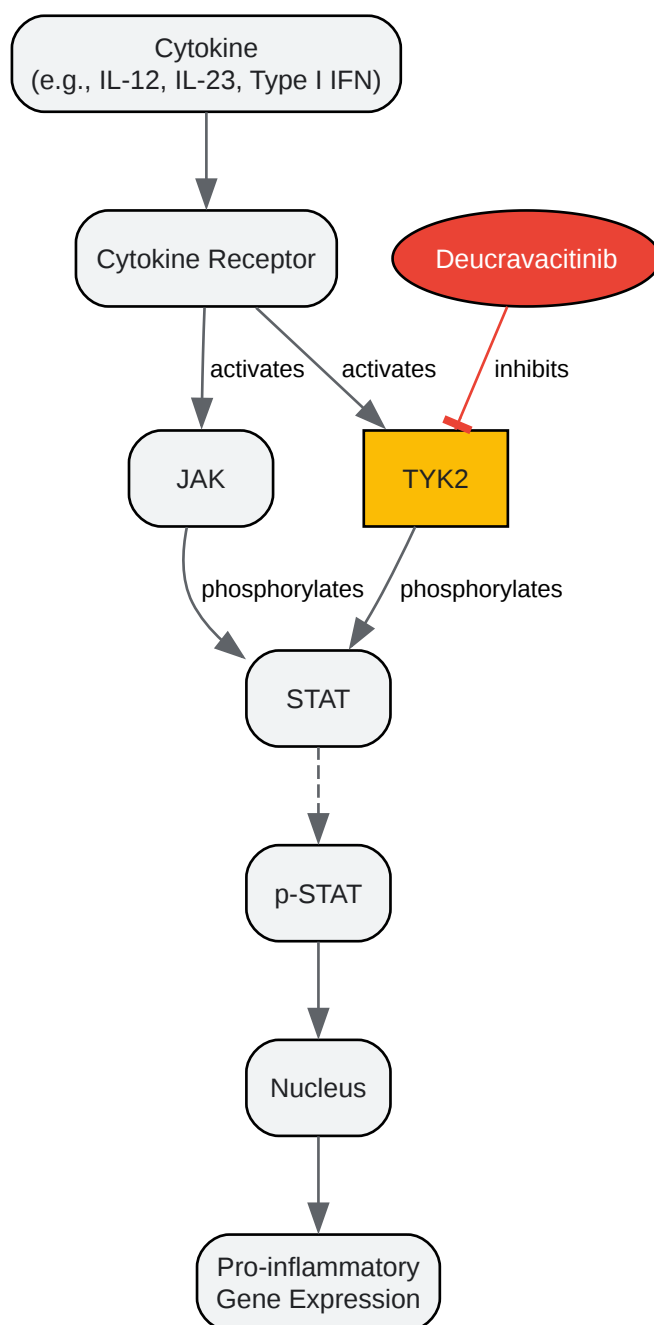 Cytokine
(e.g., IL-12, IL-23, Type I IFN)
Cytokine Receptor
Deucravacitinib
activates
activates
inhibits
JAK
TYK2
phosphorylates
phosphorylates
STAT
p-STAT
Nucleus
Pro-inflammatory
Gene Expression